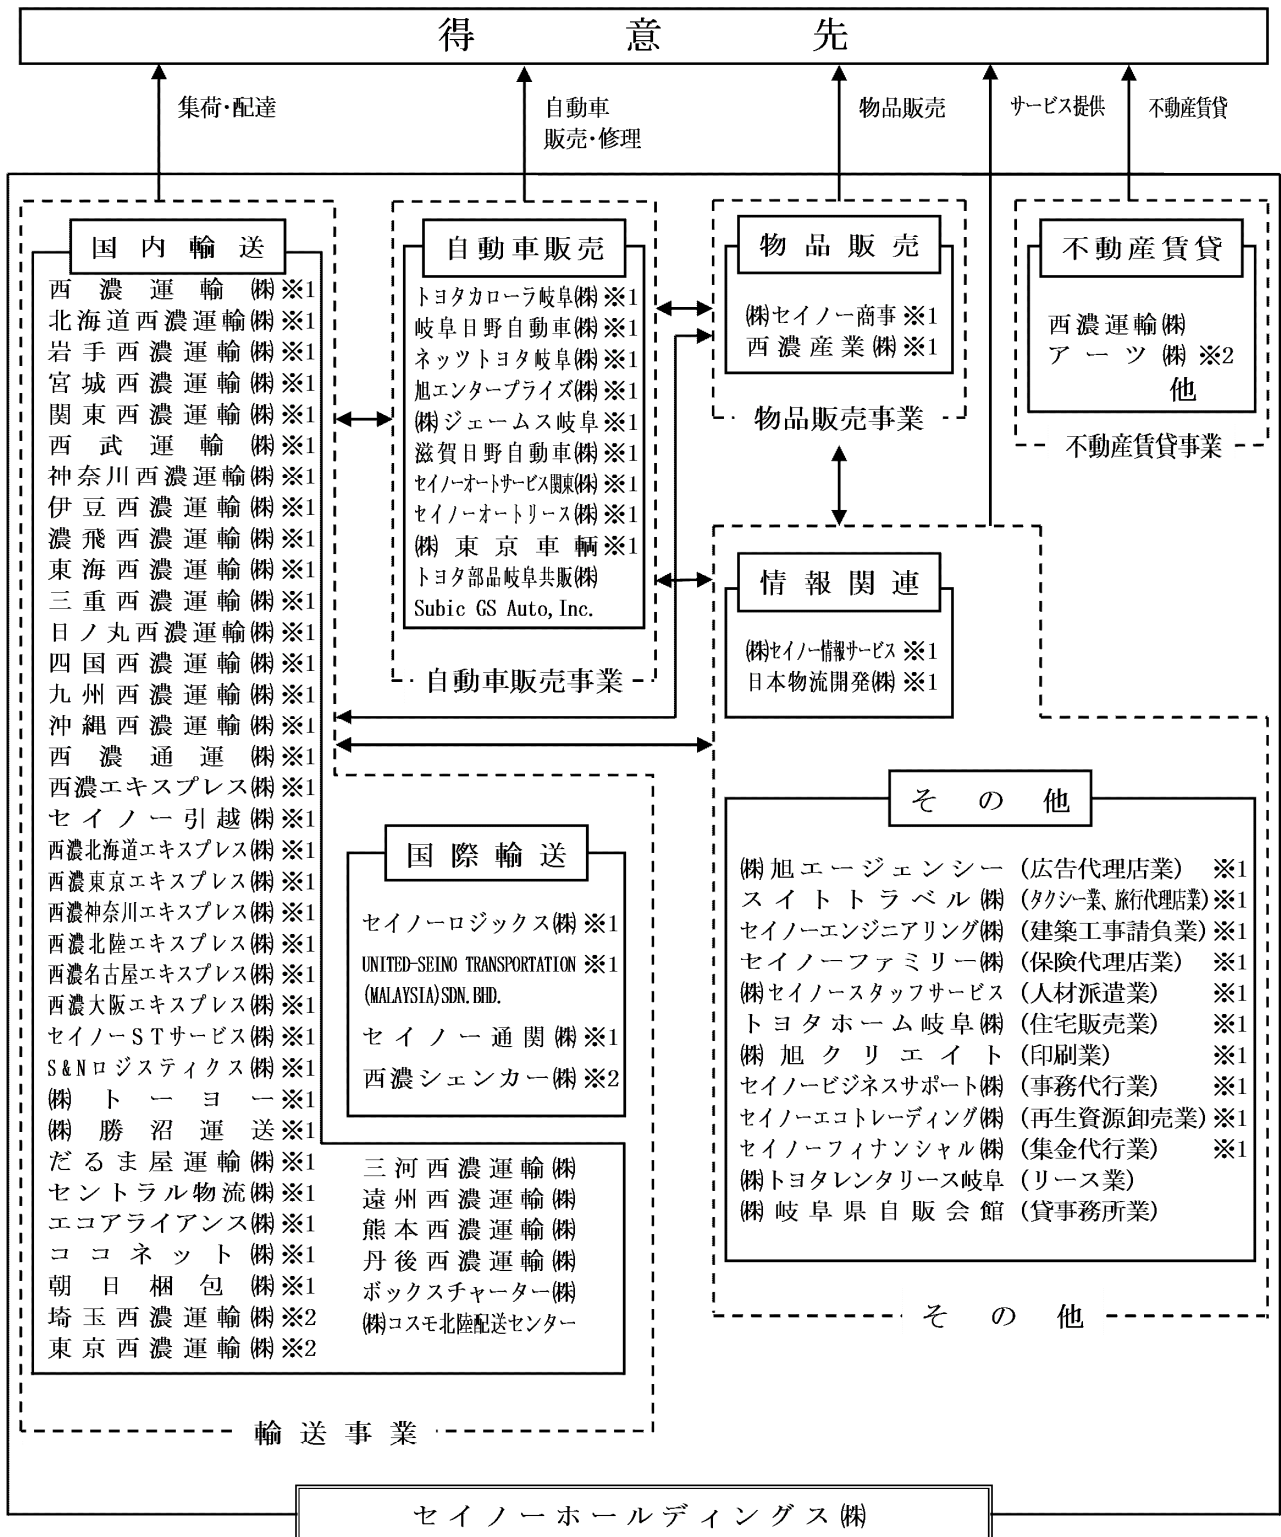 得意先
集荷・配達
自動車
販売・修理
物品販売
サービス提供
不動産賃貸
国内輸送
西濃運輸㈱※1
北海道西濃運輸㈱※1
岩手西濃運輸㈱※1
宮城西濃運輸㈱※1
関東西濃運輸㈱※1
西武運輸㈱※1
神奈川西濃運輸㈱※1
伊豆西濃運輸㈱※1
濃飛西濃運輸㈱※1
東海西濃運輸㈱※1
三重西濃運輸㈱※1
日ノ丸西濃運輸㈱※1
四国西濃運輸㈱※1
九州西濃運輸㈱※1
沖縄西濃運輸㈱※1
西濃通運㈱※1
西濃エキスプレス㈱※1
セイノー引越㈱※1
西濃北海道エキスプレス㈱※1
西濃東京エキスプレス㈱※1
西濃神奈川エキスプレス㈱※1
西濃北陸エキスプレス㈱※1
西濃名古屋エキスプレス㈱※1
西濃大阪エキスプレス㈱※1
セイノーSTサービス㈱※1
S&Nロジスティクス㈱※1
㈱トーヨー※1
㈱勝沼運送※1
だるま屋運輸㈱※1
セントラル物流㈱※1
エコアライアンス㈱※1
ココネット㈱※1
朝日梱包㈱※1
埼玉西濃運輸㈱※2
東京西濃運輸㈱※2
三河西濃運輸㈱
遠州西濃運輸㈱
熊本西濃運輸㈱
丹後西濃運輸㈱
ボックスチャーター㈱
㈱コスモ北陸配送センター
国際輸送
セイノーロジックス㈱※1
UNITED-SEINO TRANSPORTATION ※1
(MALAYSIA)SDN.BHD.
セイノー通関㈱※1
西濃シェンカー㈱※2
輸送事業
自動車販売
トヨタカローラ岐阜㈱※1
岐阜日野自動車㈱※1
ネッツトヨタ岐阜㈱※1
旭エンタープライズ㈱※1
㈱ジェームス岐阜※1
滋賀日野自動車㈱※1
セイノーオートサービス関東㈱※1
セイノーオートリース㈱※1
㈱東京車輌※1
トヨタ部品岐阜共販㈱
Subic GS Auto,Inc.
自動車販売事業
物品販売
㈱セイノー商事※1
西濃産業㈱※1
物品販売事業
不動産賃貸
西濃運輸㈱
アーツ㈱※2
他
不動産賃貸事業
情報関連
㈱セイノー情報サービス※1
日本物流開発㈱※1
その他
㈱旭エージェンシー(広告代理店業)※1
スイトトラベル㈱(タクシー業、旅行代理店業)※1
セイノーエンジニアリング㈱(建築工事請負業)※1
セイノーファミリー㈱(保険代理店業)※1
㈱セイノースタッフサービス(人材派遣業)※1
トヨタホーム岐阜㈱(住宅販売業)※1
㈱旭クリエイト(印刷業)※1
セイノービジネスサポート㈱(事務代行業)※1
セイノーエコトレーディング㈱(再生資源卸売業)※1
セイノーフィナンシャル㈱(集金代行業)※1
㈱トヨタレンタリース岐阜(リース業)
㈱岐阜県自販会館(貸事務所業)
その他
セイノーホールディングス㈱